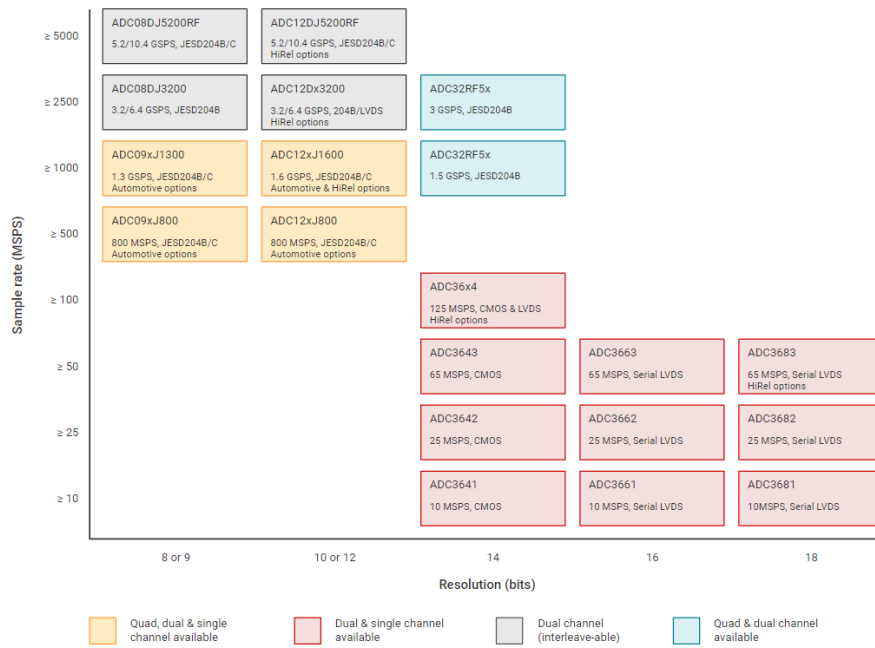 ≥ 5000
ADC08DJ5200RF
5.2/10.4 GSPS, JESD204B/C
ADC12DJ5200RF
5.2/10.4 GSPS, JESD204B/C
HiRel options
≥ 2500
ADC08DJ3200
3.2/6.4 GSPS, JESD204B
ADC12Dx3200
3.2/6.4 GSPS, 204B/LVDS
HiRel options
ADC32RF5x
3 GSPS, JESD204B
≥ 1000
ADC09xJ1300
1.3 GSPS, JESD204B/C
Automotive options
ADC12xJ1600
1.6 GSPS, JESD204B/C
Automotive & HiRel options
ADC32RF5x
1.5 GSPS, JESD204B
≥ 500
ADC09xJ800
800 MSPS, JESD204B/C
Automotive options
ADC12xJ800
800 MSPS, JESD204B/C
Automotive options
≥ 100
ADC36x4
125 MSPS, CMOS & LVDS
HiRel options
≥ 50
ADC3643
65 MSPS, CMOS
ADC3663
65 MSPS, Serial LVDS
ADC3683
65 MSPS, Serial LVDS
HiRel options
≥ 25
ADC3642
25 MSPS, CMOS
ADC3662
25 MSPS, Serial LVDS
ADC3682
25 MSPS, Serial LVDS
≥ 10
ADC3641
10 MSPS, CMOS
ADC3661
10 MSPS, Serial LVDS
ADC3681
10MSPS, Serial LVDS
Sample rate (MSPS)
8 or 9
10 or 12
14
16
18
Resolution (bits)
Quad, dual & single
channel available
Dual & single channel
available
Dual channel
(interleave-able)
Quad & dual channel
available